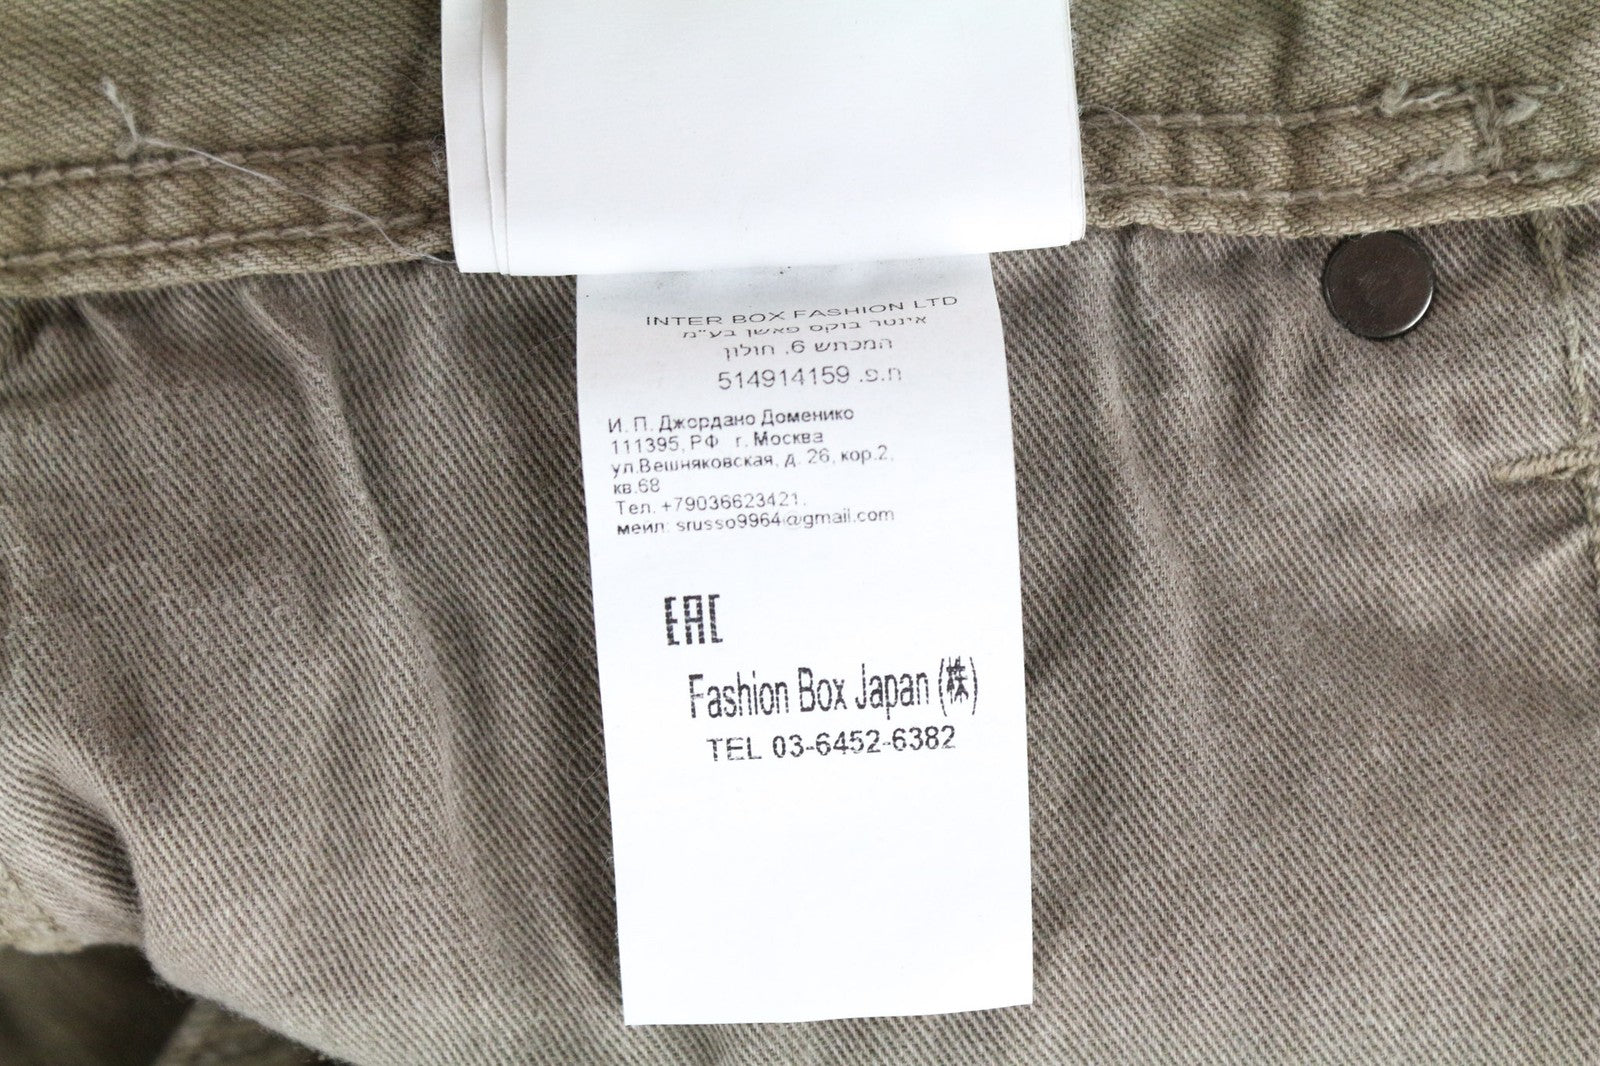 INTER BOX FASHION LTD
אינטר בוקס פאשן בע"מ
המכתש 6, חולון
ח.פ. 514914159
И. П. Джордано Доменико
111395, РФ г. Москва
ул.Вешняковская, д. 26, кор.2,
кв.68
Тел. +79036623421,
меил: srusso9964@gmail.com
EAC
Fashion Box Japan (株)
TEL 03-6452-6382